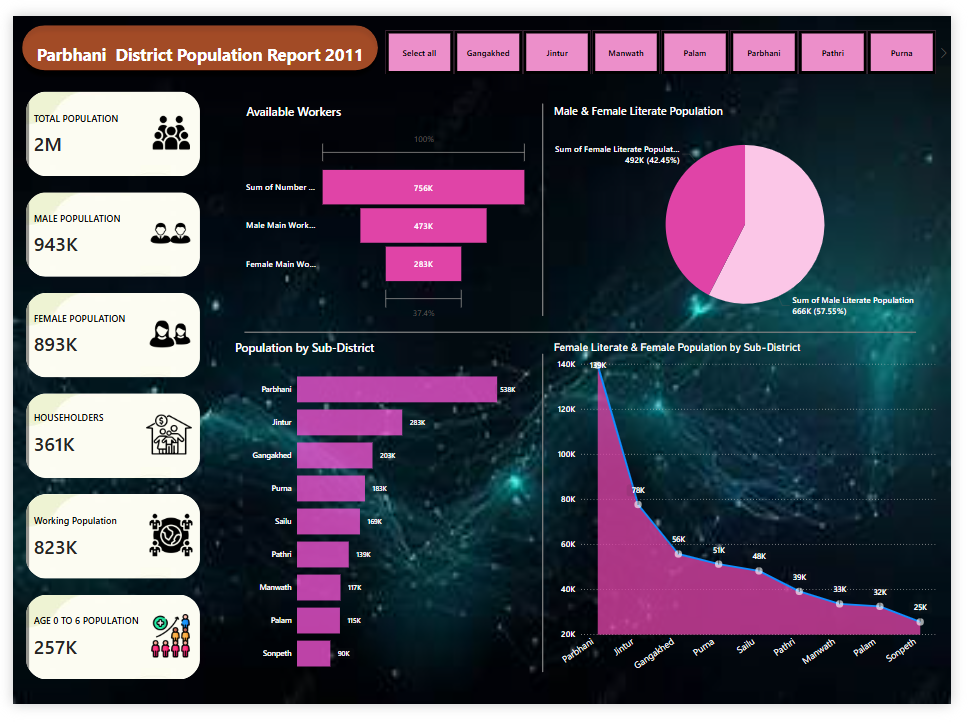 Parbhani  District Population Report 2011
Select all
Gangakhed
Jintur
Manwath
Palam
Parbhani
Pathri
Purna
TOTAL POPULATION
2M
MALE POPULLATION
943K
FEMALE POPULATION
893K
HOUSEHOLDERS
361K
Working Population
823K
AGE 0 TO 6 POPULATION
257K
Available Workers
100%
Sum of Number ...
756K
Male Main Work...
473K
Female Main Wo...
283K
37.4%
Male & Female Literate Population
Sum of Female Literate Populat...
492K (42.45%)
Sum of Male Literate Population
666K (57.55%)
Population by Sub-District
Parbhani
538K
Jintur
283K
Gangakhed
203K
Purna
183K
Sailu
169K
Pathri
139K
Manwath
117K
Palam
115K
Sonpeth
90K
Female Literate & Female Population by Sub-District
140K
120K
100K
80K
60K
40K
20K
139K
78K
56K
51K
48K
39K
33K
32K
25K
Parbhani
Jintur
Gangakhed
Purna
Sailu
Pathri
Manwath
Palam
Sonpeth